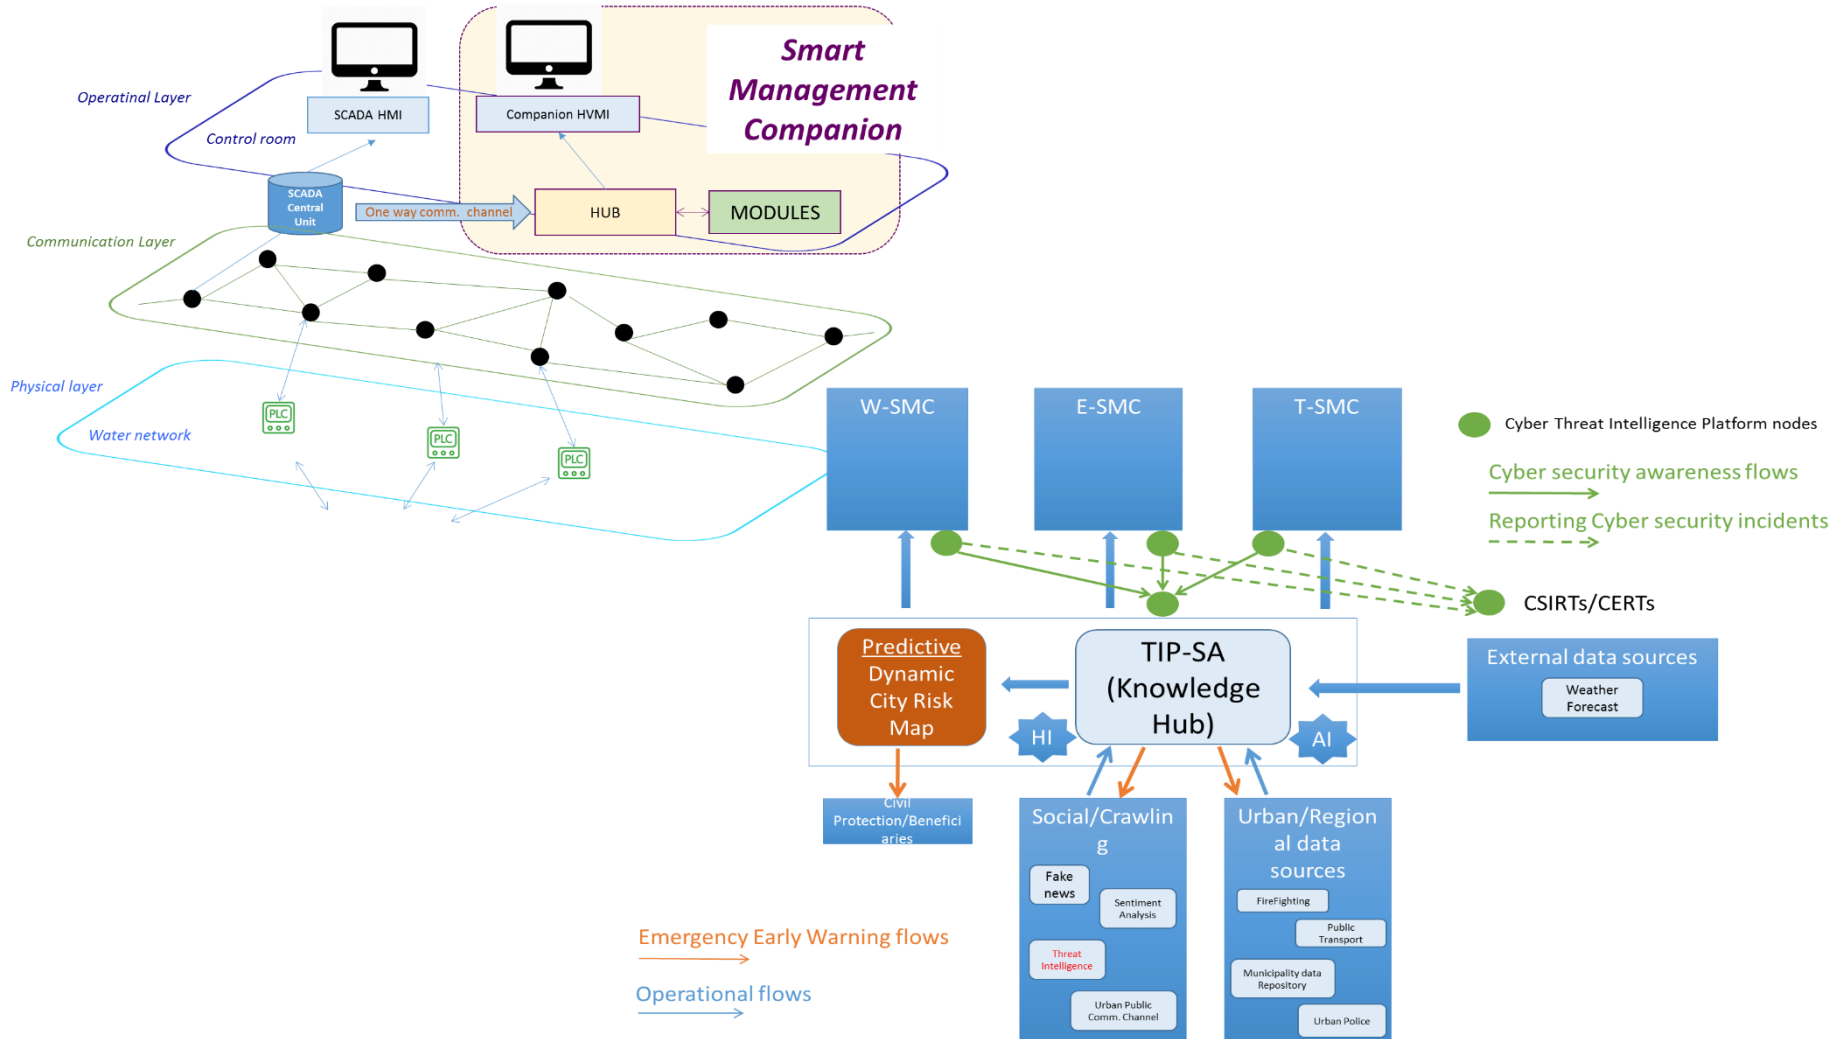 Smart
Management
Companion
Operatinal Layer
SCADA HMI
Companion HVMI
Control room
SCADA
Central
Unit
One way comm. channel
HUB
MODULES
Communication Layer
Physical layer
PLC
Water network
PLC
PLC
W-SMC
E-SMC
T-SMC
Cyber Threat Intelligence Platform nodes
Cyber security awareness flows
Reporting Cyber security incidents
CSIRTs/CERTs
Predictive
Dynamic
City Risk
Map
TIP-SA
(Knowledge
Hub)
HI
AI
External data sources
Weather
Forecast
Civil
Protection/Benefici
aries
Social/Crawlin
g
Fake
news
Sentiment
Analysis
Threat
Intelligence
Urban Public
Comm. Channel
Urban/Region
al data
sources
FireFighting
Public
Transport
Municipality data
Repository
Urban Police
Emergency Early Warning flows
Operational flows